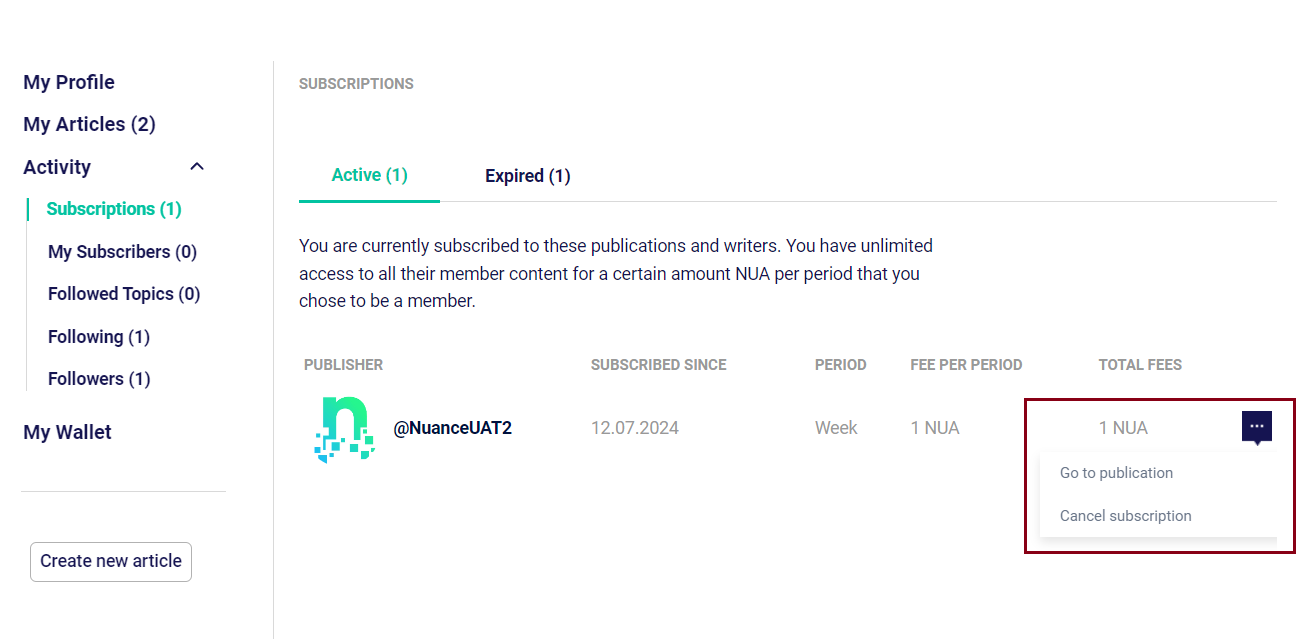 My Profile
My Articles (2)
Activity
Subscriptions (1)
My Subscribers (0)
Followed Topics (0)
Following (1)
Followers (1)
My Wallet
Create new article
SUBSCRIPTIONS
Active (1) Expired (1)
You are currently subscribed to these publications and writers. You have unlimited
access to all their member content for a certain amount NUA per period that you
chose to be a member.
PUBLISHER SUBSCRIBED SINCE PERIOD FEE PER PERIOD TOTAL FEES
@NuanceUAT2 12.07.2024 Week 1 NUA 1 NUA
Go to publication
Cancel subscription